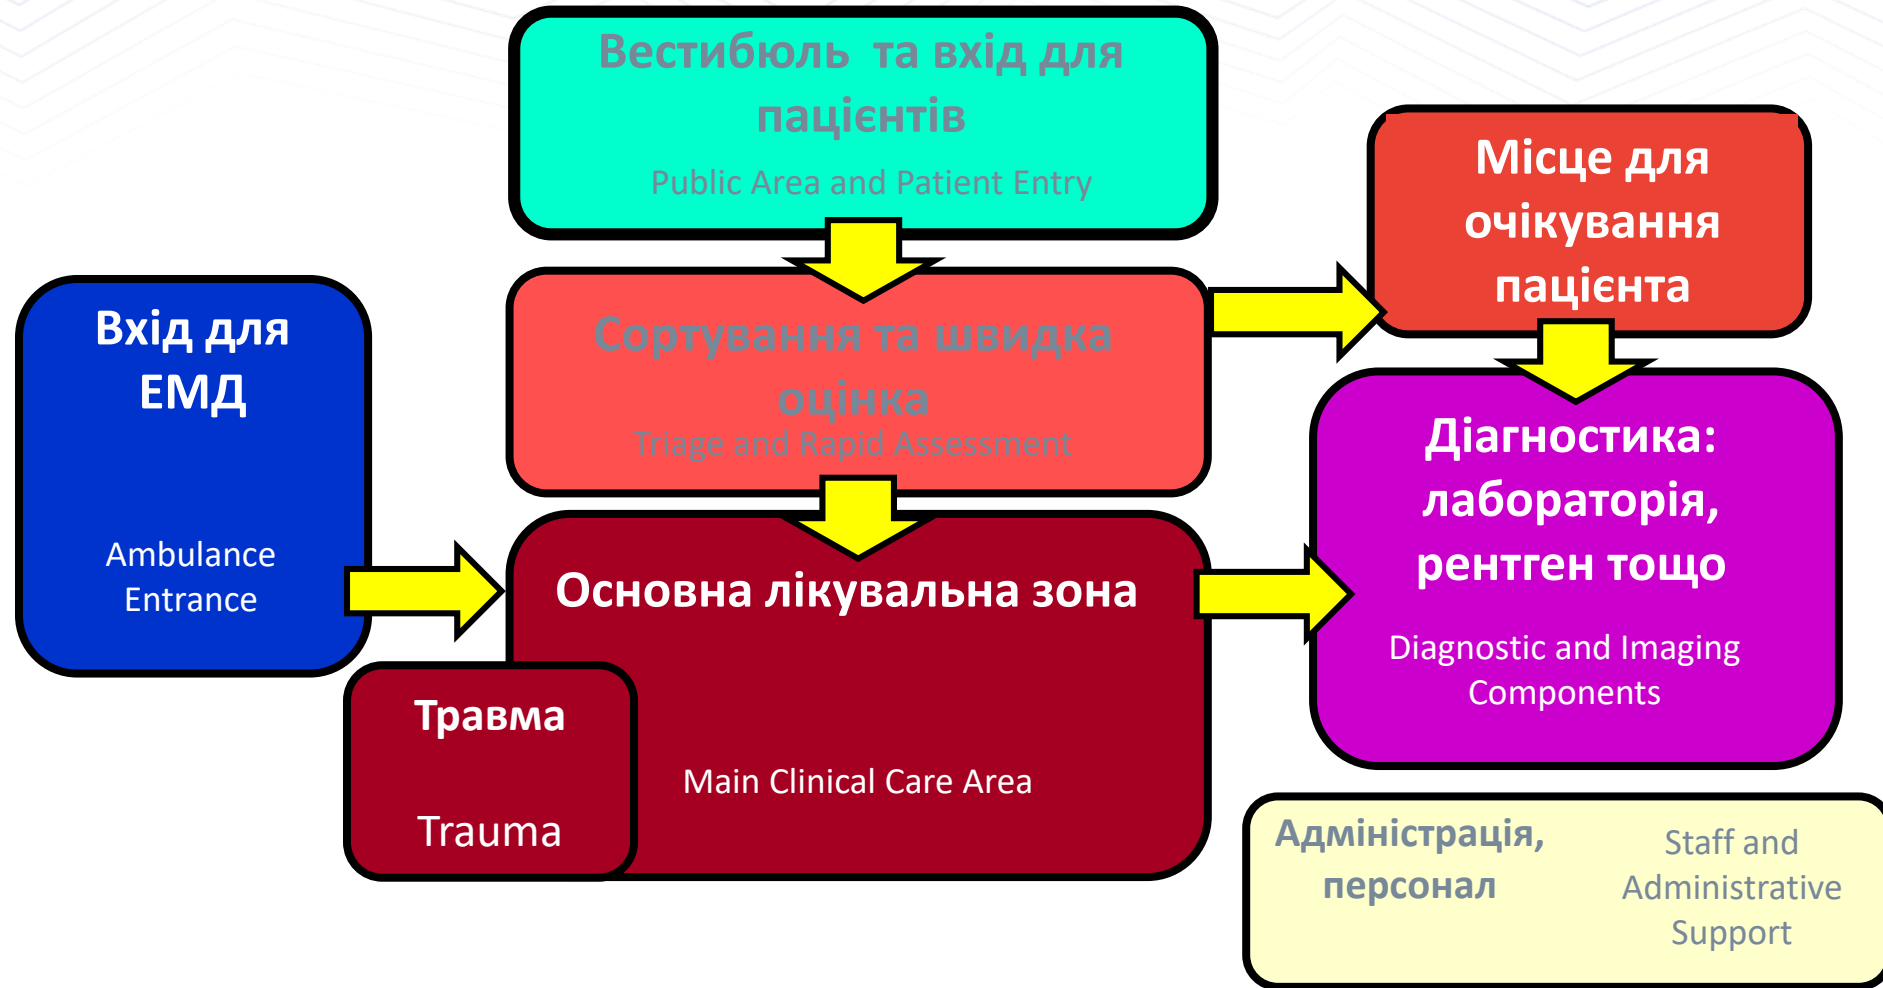 Вестибюль та вхід для
пацієнтів
Public Area and Patient Entry
Місце для
очікування
пацієнта
Вхід для
ЕМД
Ambulance
Entrance
Сортування та швидка
оцінка
Triage and Rapid Assessment
Основна лікувальна зона
Main Clinical Care Area
Травма
Trauma
Діагностика:
лабораторія,
рентген тощо
Diagnostic and Imaging
Components
Адміністрація,
персонал
Staff and
Administrative
Support